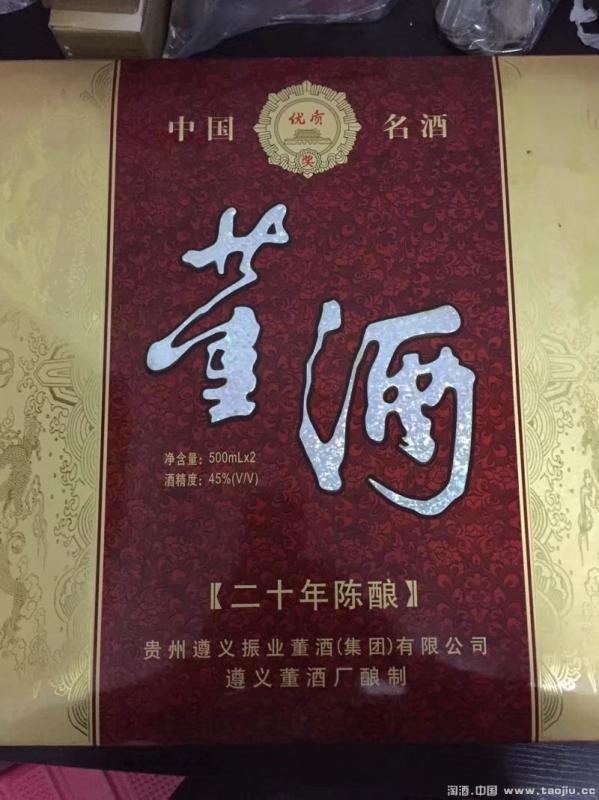 中国 优质 奖 名酒
董酒
净含量：500mLx2
酒精度：45%(V/V)
【二十年陈酿】
贵州遵义振业董酒(集团)有限公司
遵义董酒厂酿制
淘酒.中国 www.taojiu.cc